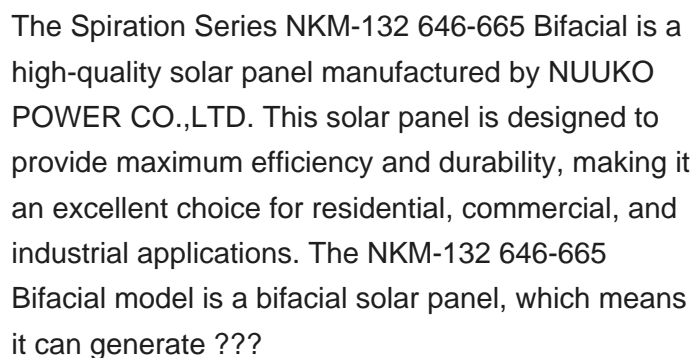 The Spiration Series NKM-132 646-665 Bifacial is a
high-quality solar panel manufactured by NUUKO
POWER CO.,LTD. This solar panel is designed to
provide maximum efficiency and durability, making it
an excellent choice for residential, commercial, and
industrial applications. The NKM-132 646-665
Bifacial model is a bifacial solar panel, which means
it can generate ???